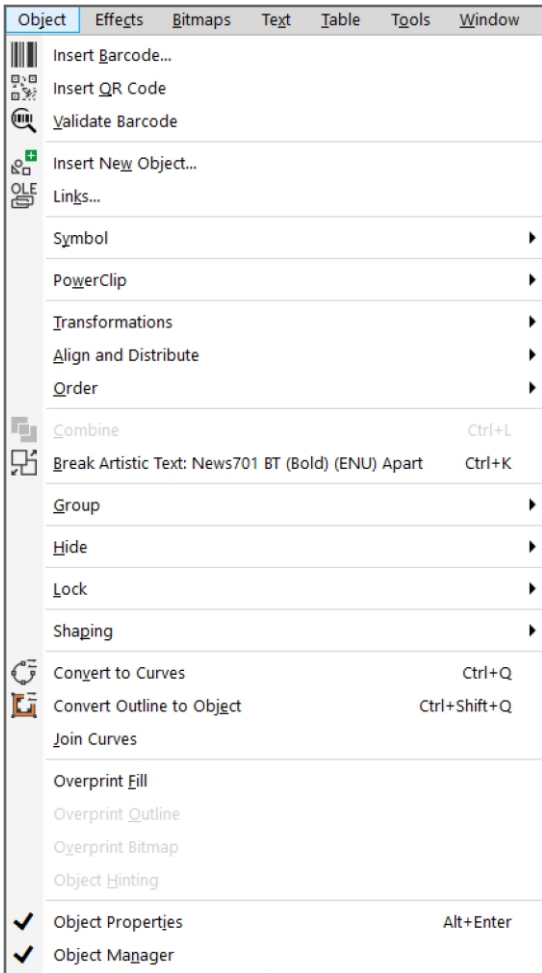 Object Effects Bitmaps Text Table Tools Window
Insert Barcode...
Insert QR Code
Validate Barcode
Insert New Object...
OLE Links...
Symbol
PowerClip
Transformations
Align and Distribute
Order
Combine Ctrl+L
Break Artistic Text: News701 BT (Bold) (ENU) Apart Ctrl+K
Group
Hide
Lock
Shaping
Convert to Curves Ctrl+Q
Convert Outline to Object Ctrl+Shift+Q
Join Curves
Overprint Fill
Overprint Outline
Overprint Bitmap
Object Hinting
Object Properties Alt+Enter
Object Manager